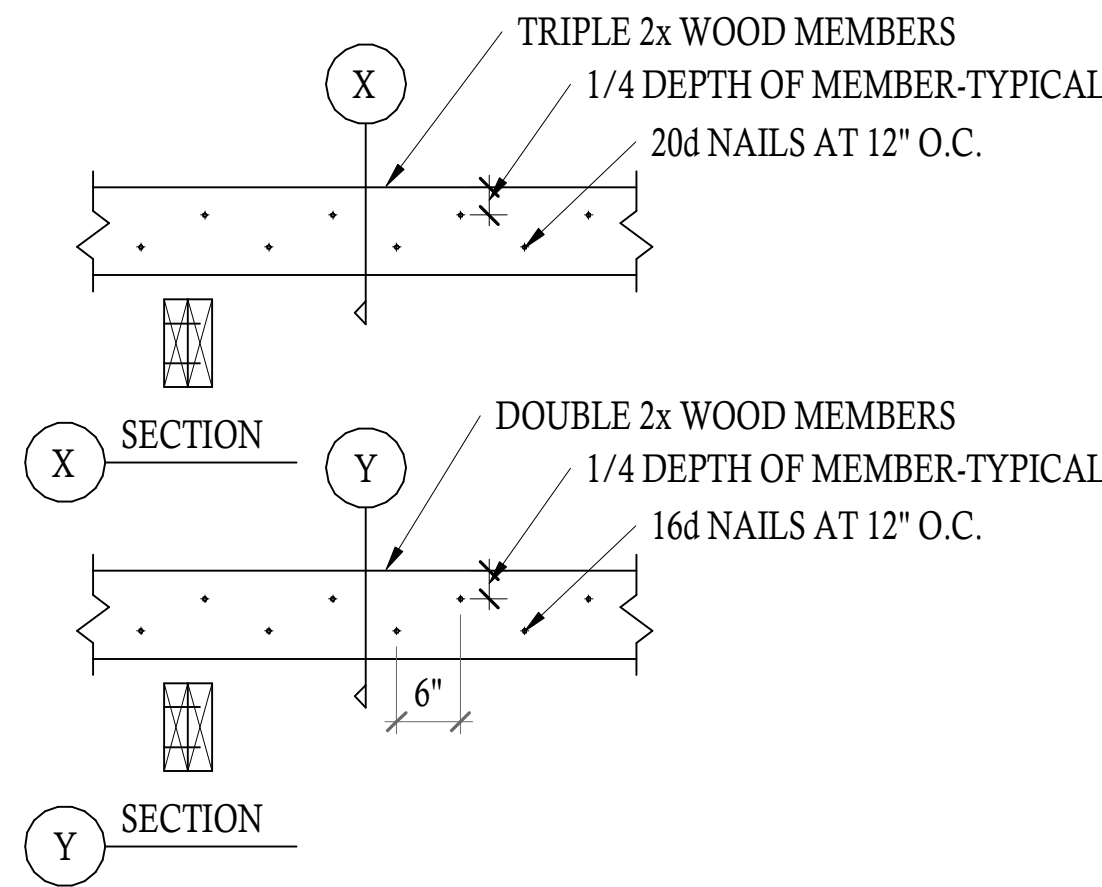 TRIPLE 2x WOOD MEMBERS
X
1/4 DEPTH OF MEMBER-TYPICAL
20d NAILS AT 12" O.C.
X
SECTION
DOUBLE 2x WOOD MEMBERS
Y
1/4 DEPTH OF MEMBER-TYPICAL
16d NAILS AT 12" O.C.
6"
Y
SECTION